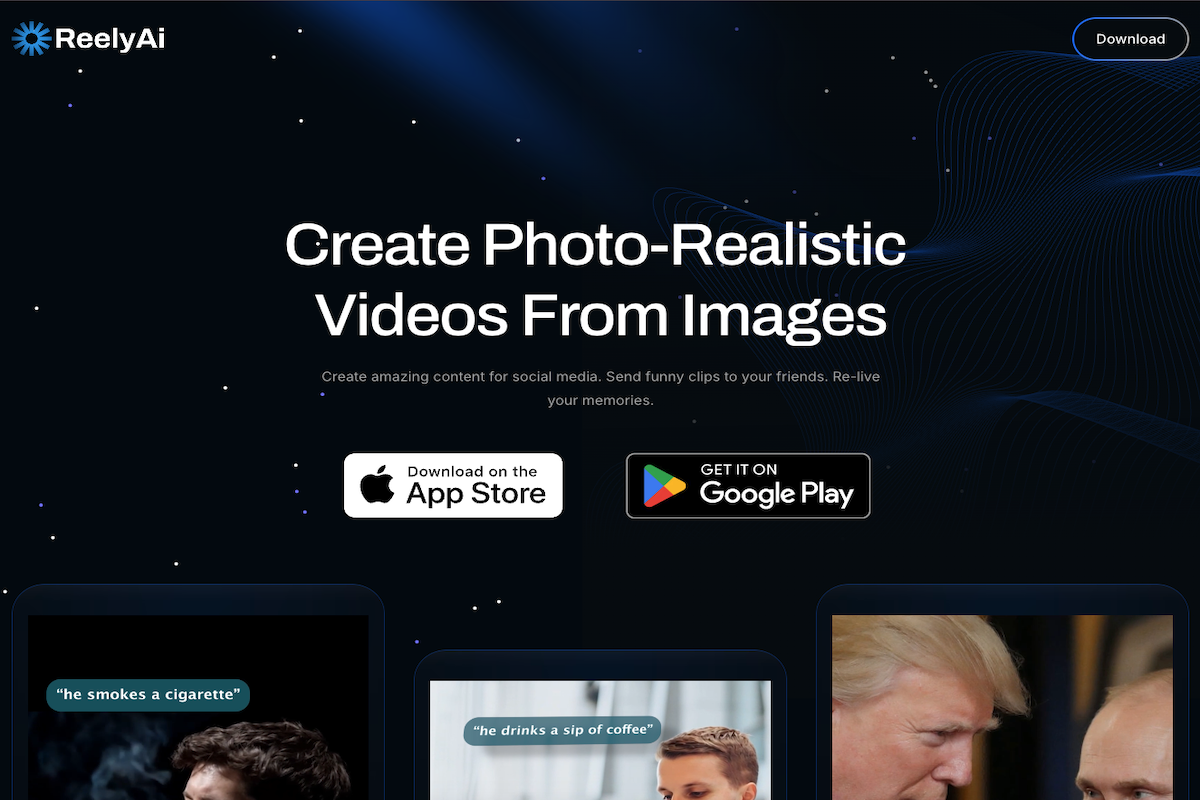 ReelyAi
Download
Create Photo-Realistic
Videos From Images
Create amazing content for social media. Send funny clips to your friends. Re-live
your memories.
Download on the
App Store
GET IT ON
Google Play
“he smokes a cigarette”
“he drinks a sip of coffee”